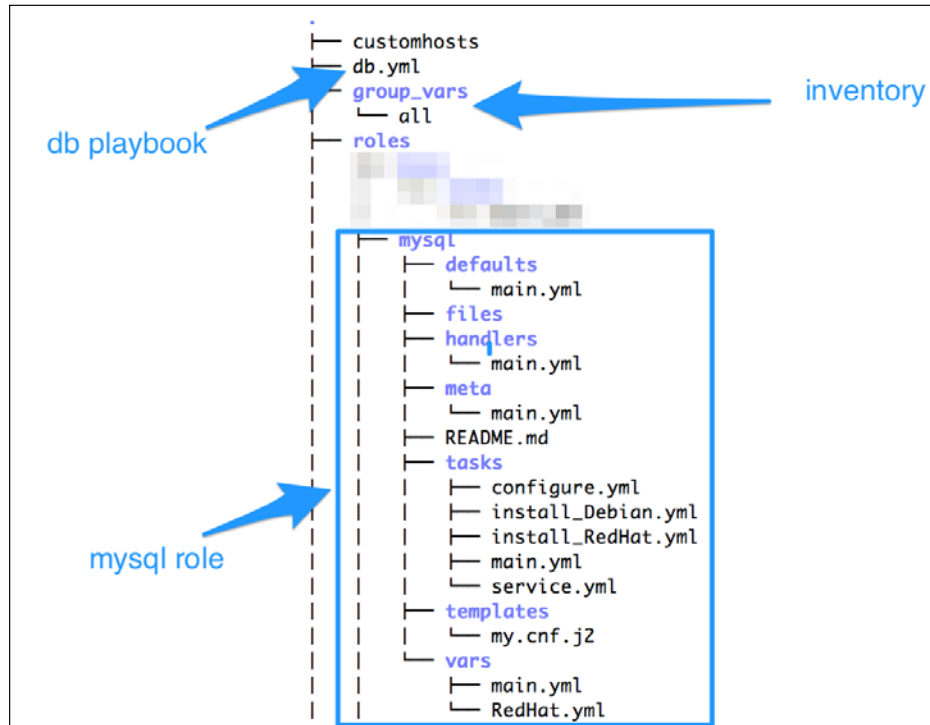 .
├── customhosts
├── db.yml
├── group_vars
│   └── all
├── roles
│   ├── mysql
│   │   ├── defaults
│   │   │   └── main.yml
│   │   ├── files
│   │   ├── handlers
│   │   │   └── main.yml
│   │   ├── meta
│   │   │   └── main.yml
│   │   ├── README.md
│   │   ├── tasks
│   │   │   ├── configure.yml
│   │   │   ├── install_Debian.yml
│   │   │   ├── install_RedHat.yml
│   │   │   ├── main.yml
│   │   │   └── service.yml
│   │   ├── templates
│   │   │   └── my.cnf.j2
│   │   └── vars
│   │       ├── main.yml
│   │       └── RedHat.yml
inventory
db playbook
mysql role